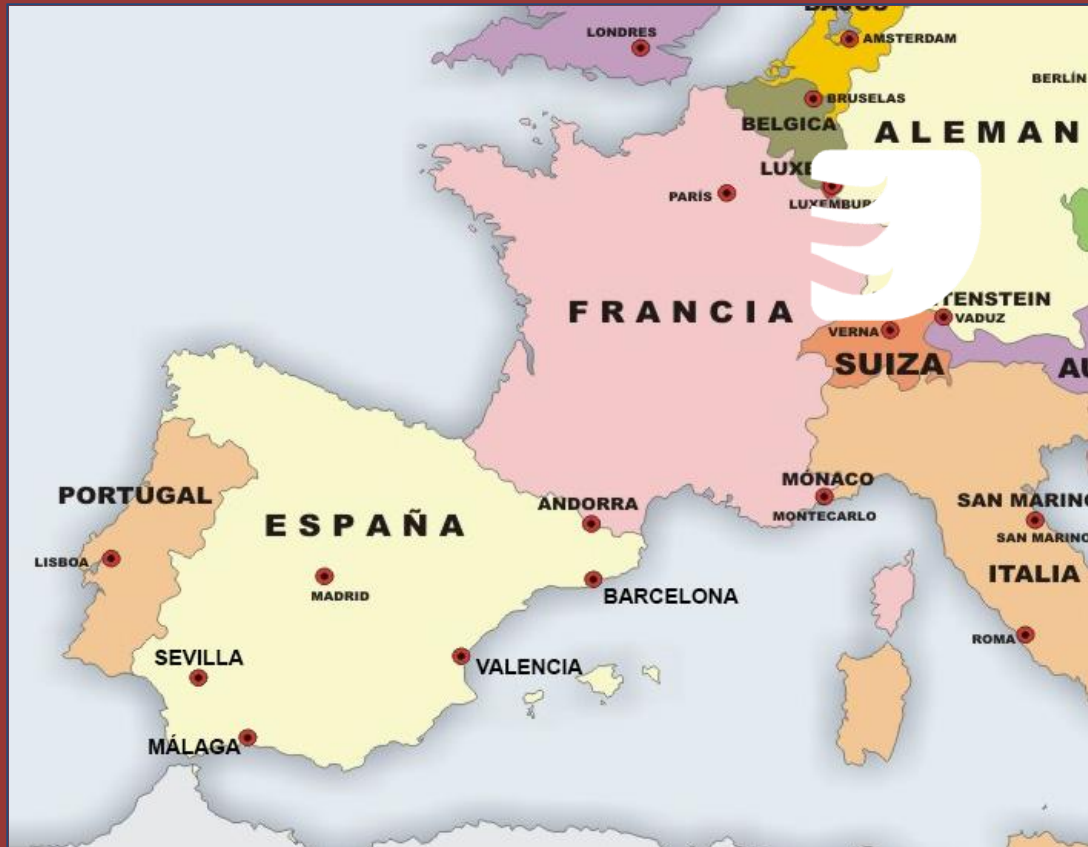 BAJOS
LONDRES
AMSTERDAM
BERLÍN
BRUSELAS
BELGICA
ALEMAN
LUXE
PARÍS
LUXEMBUR
FRANCIA
TENSTEIN
VADUZ
VERNA
SUIZA
AU
PORTUGAL
ESPAÑA
ANDORRA
MÓNACO
MONTECARLO
SAN MARINO
SAN MARINO
LISBOA
MADRID
BARCELONA
ITALIA
ROMA
SEVILLA
VALENCIA
MÁLAGA